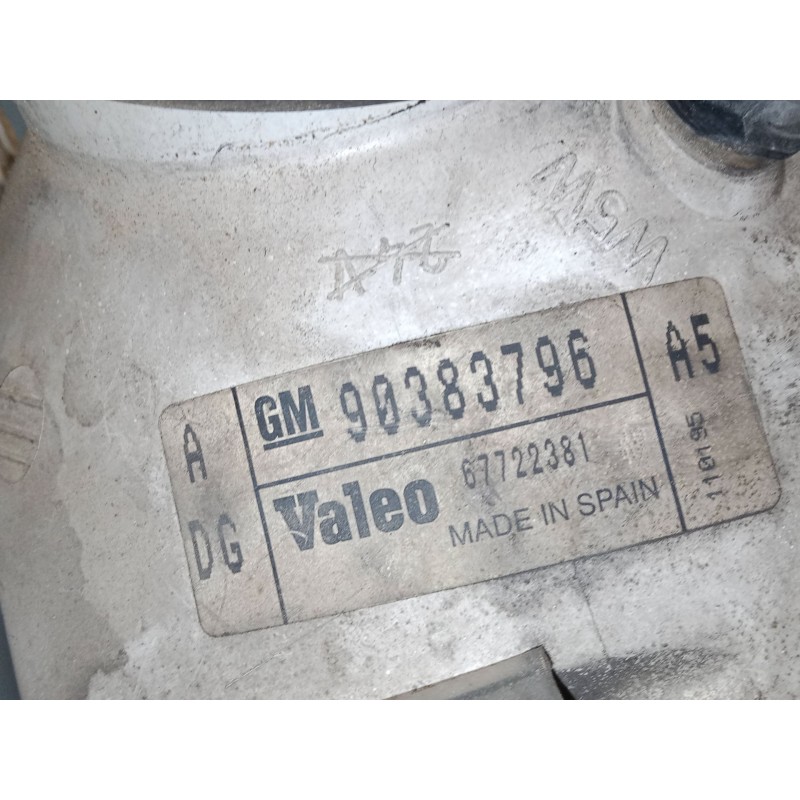 W5W
A
GM 90383796
A5
DG
Valeo 67722381
MADE IN SPAIN
110195